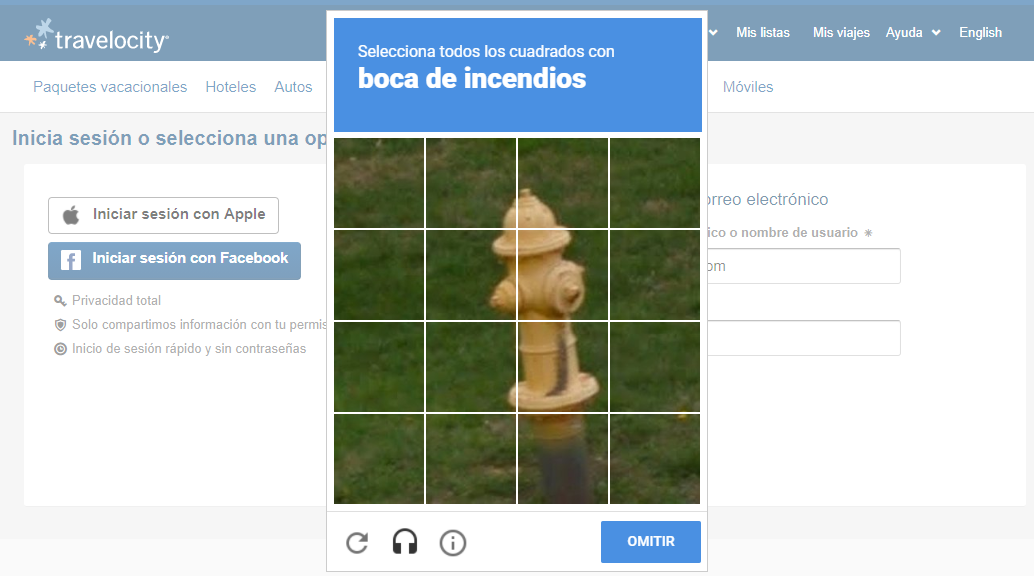 travelocity
Mis listas
Mis viajes
Ayuda
English
Paquetes vacacionales
Hoteles
Autos
Móviles
Inicia sesión o selecciona una op
Selecciona todos los cuadrados con
boca de incendios
Iniciar sesión con Apple
Iniciar sesión con Facebook
Privacidad total
Solo compartimos información con tu permis
Inicio de sesión rápido y sin contraseñas
orreo electrónico
ico o nombre de usuario *
om
OMITIR